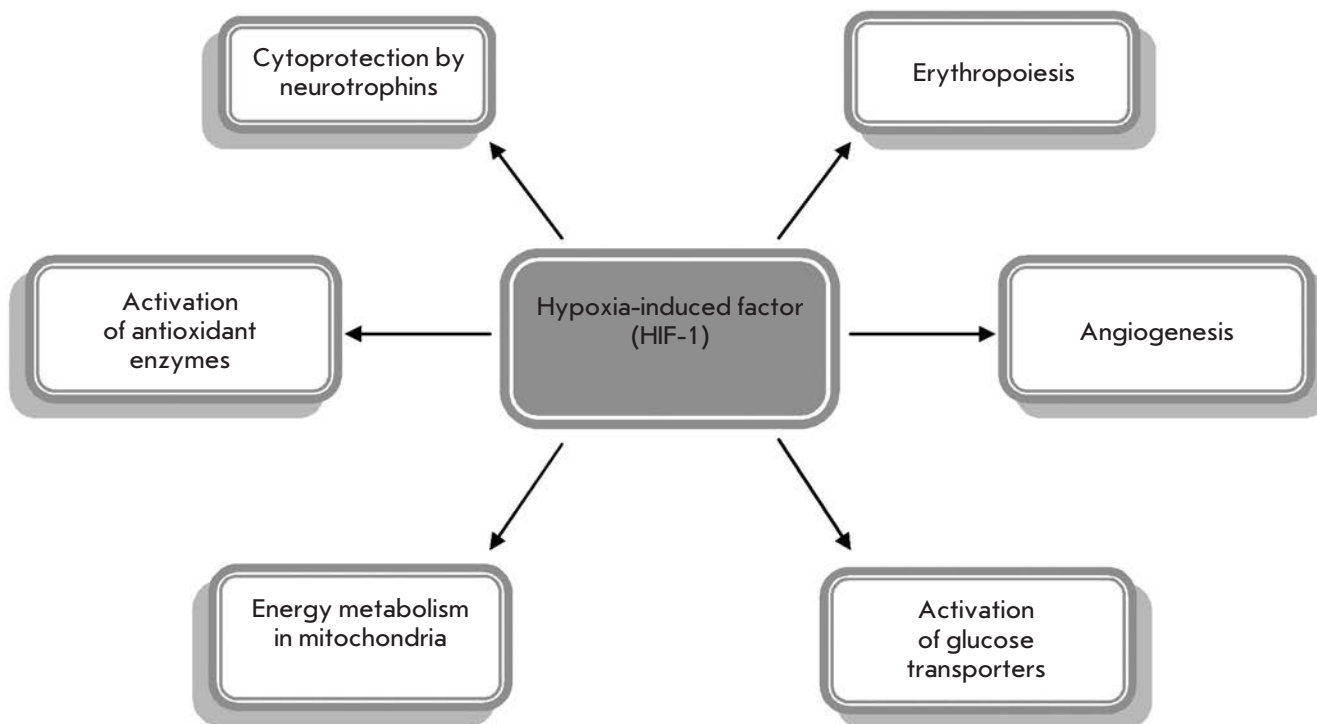 Cytoprotection by
neurotrophins
Erythropoiesis
Activation
of antioxidant
enzymes
Hypoxia-induced factor
(HIF-1)
Angiogenesis
Energy metabolism
in mitochondria
Activation
of glucose
transporters